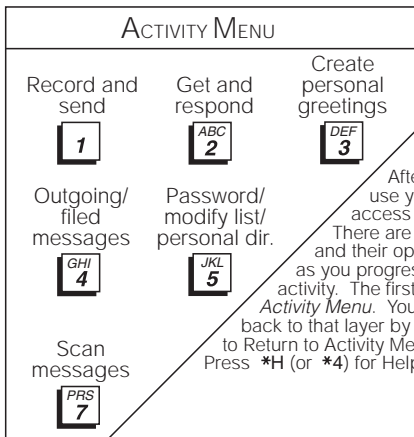 ACTIVITY MENU
Record and
send
1
Get and
respond
ABC
2
Create
personal
greetings
DEF
3
Outgoing/
filed
messages
GHI
4
Password/
modify list/
personal dir.
JKL
5
Scan
messages
PRS
7
use y
access
There are
and their op
as you progres
activity. The first
Activity Menu. You
back to that layer by
to Return to Activity Me
Press *H (or *4) for Help